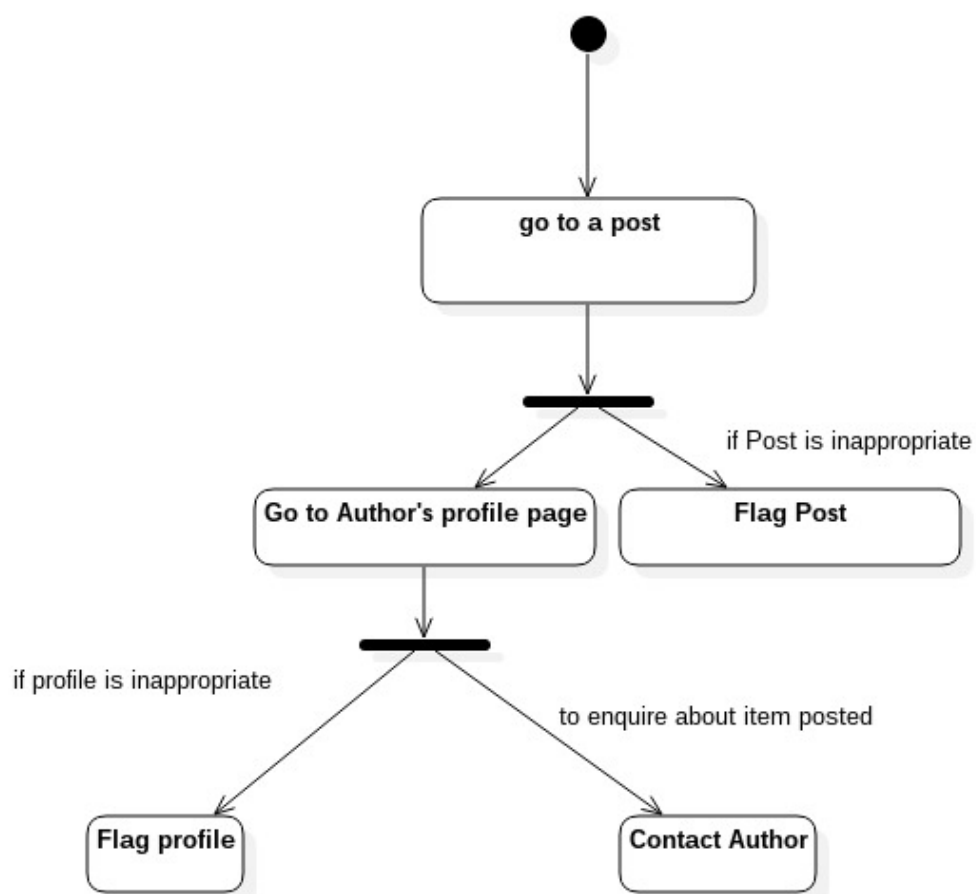 go to a post
if Post is inappropriate
Go to Author's profile page
Flag Post
if profile is inappropriate
to enquire about item posted
Flag profile
Contact Author